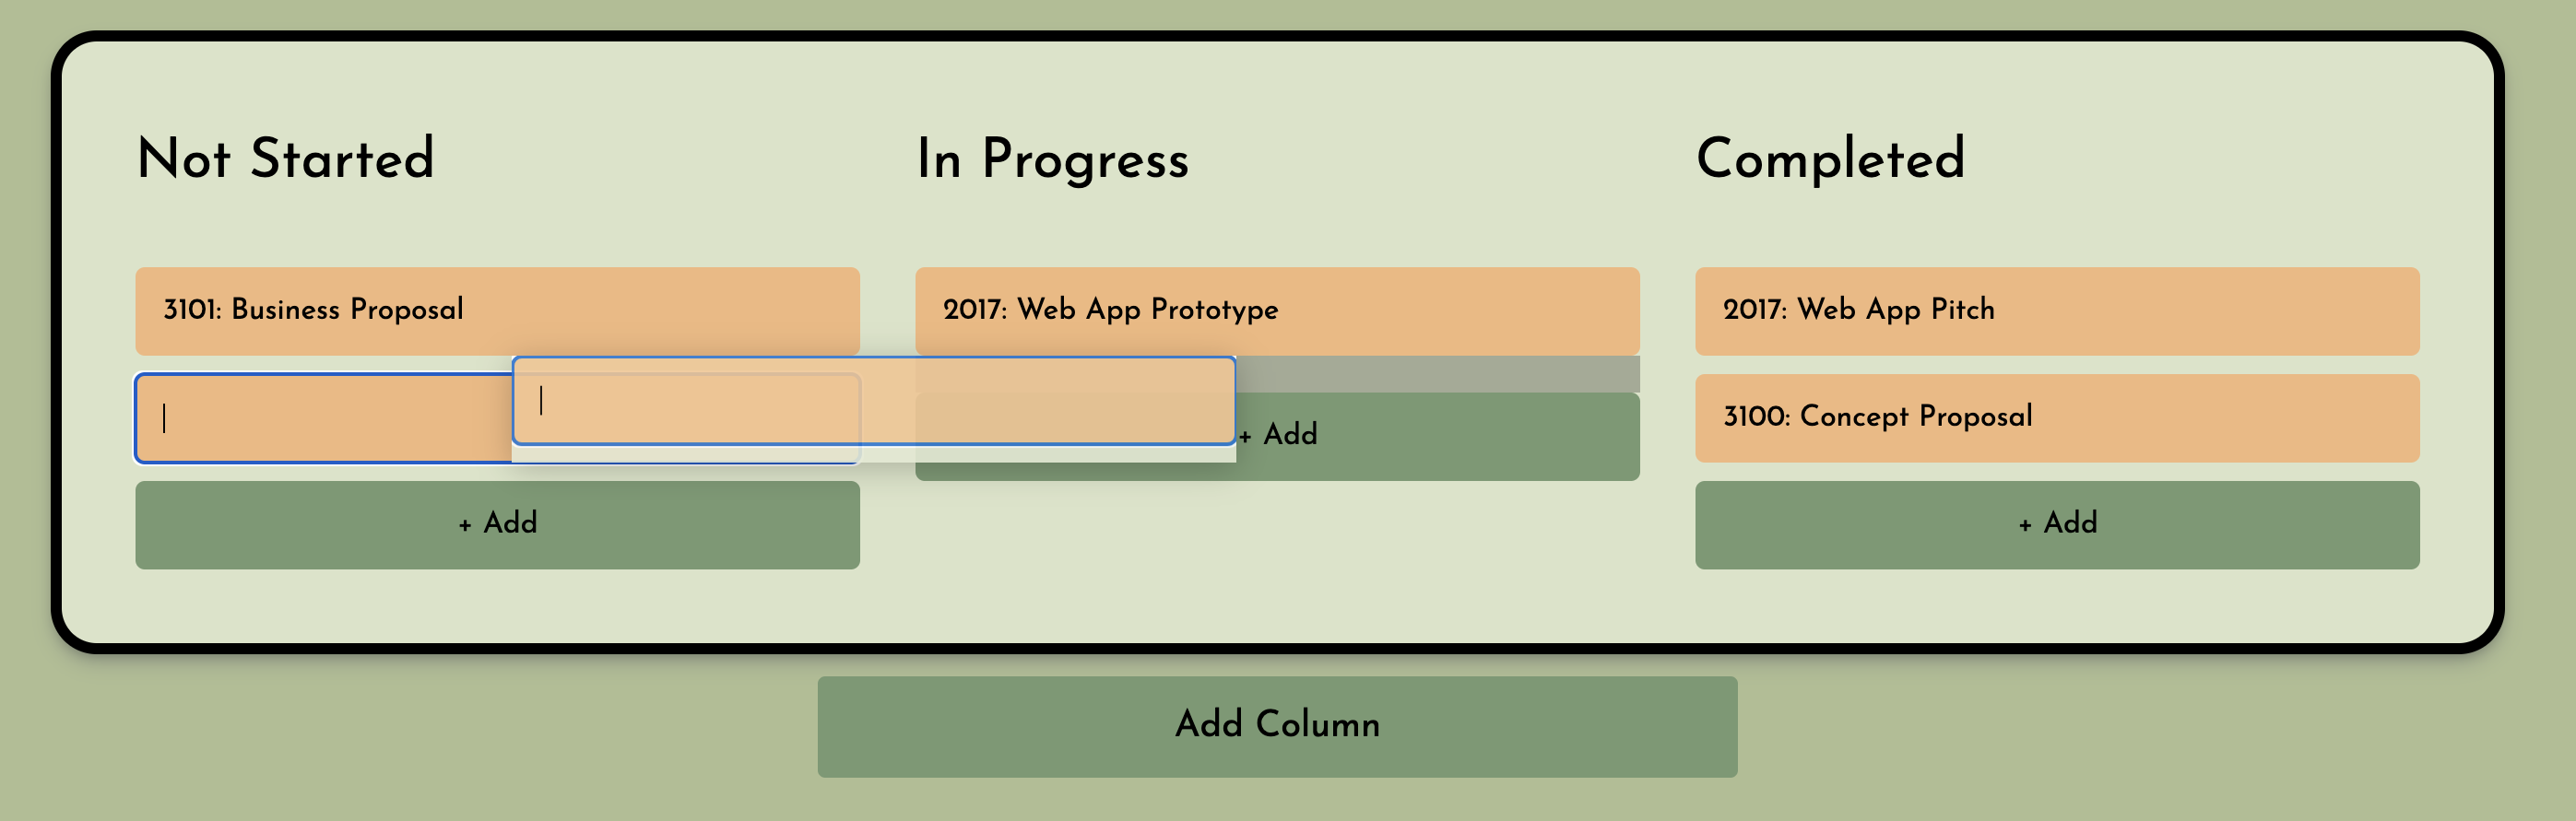 Not Started
In Progress
Completed
3101: Business Proposal
2017: Web App Prototype
2017: Web App Pitch
3100: Concept Proposal
+ Add
+ Add
+ Add
Add Column